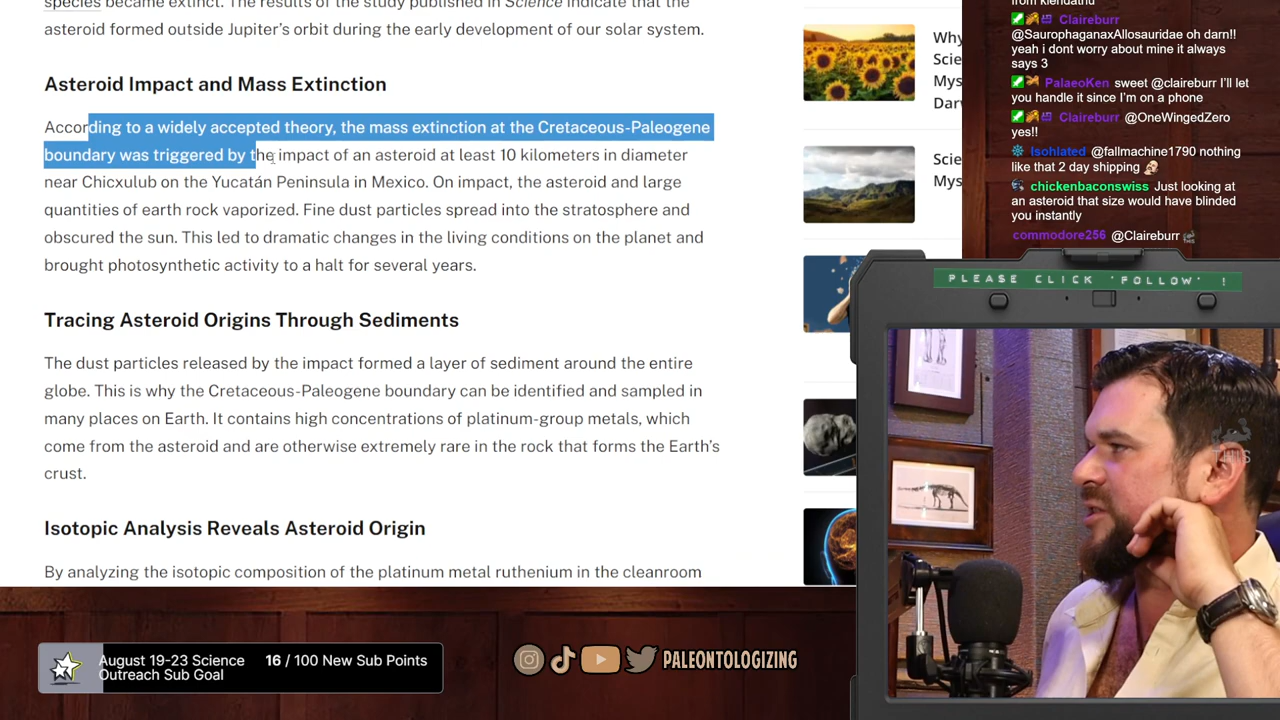 species became extinct. The results of the study published in Science indicate that the
asteroid formed outside Jupiter's orbit during the early development of our solar system.
Asteroid Impact and Mass Extinction
According to a widely accepted theory, the mass extinction at the Cretaceous-Paleogene
boundary was triggered by the impact of an asteroid at least 10 kilometers in diameter
near Chicxulub on the Yucatán Peninsula in Mexico. On impact, the asteroid and large
quantities of earth rock vaporized. Fine dust particles spread into the stratosphere and
obscured the sun. This led to dramatic changes in the living conditions on the planet and
brought photosynthetic activity to a halt for several years.
Tracing Asteroid Origins Through Sediments
The dust particles released by the impact formed a layer of sediment around the entire
globe. This is why the Cretaceous-Paleogene boundary can be identified and sampled in
many places on Earth. It contains high concentrations of platinum-group metals, which
come from the asteroid and are otherwise extremely rare in the rock that forms the Earth's
crust.
Isotopic Analysis Reveals Asteroid Origin
By analyzing the isotopic composition of the platinum metal ruthenium in the cleanroom
Why
Scie
Mys
Darv
Scie
Mys
from klendathu
Claireburr
@SaurophaganaxAllosauridae oh darn!!
yeah i dont worry about mine it always
says 3
PalaeoKen sweet @claireburr I'll let
you handle it since I'm on a phone
Claireburr @OneWingedZero
yes!!
Isohlated @fallmachine1790 nothing
like that 2 day shipping
chickenbaconswiss Just looking at
an asteroid that size would have blinded
you instantly
commodore256 @Claireburr
PLEASE CLICK "FOLLOW" !
THIS
August 19-23 Science
Outreach Sub Goal
16 / 100 New Sub Points
PALEONTOLOGIZING